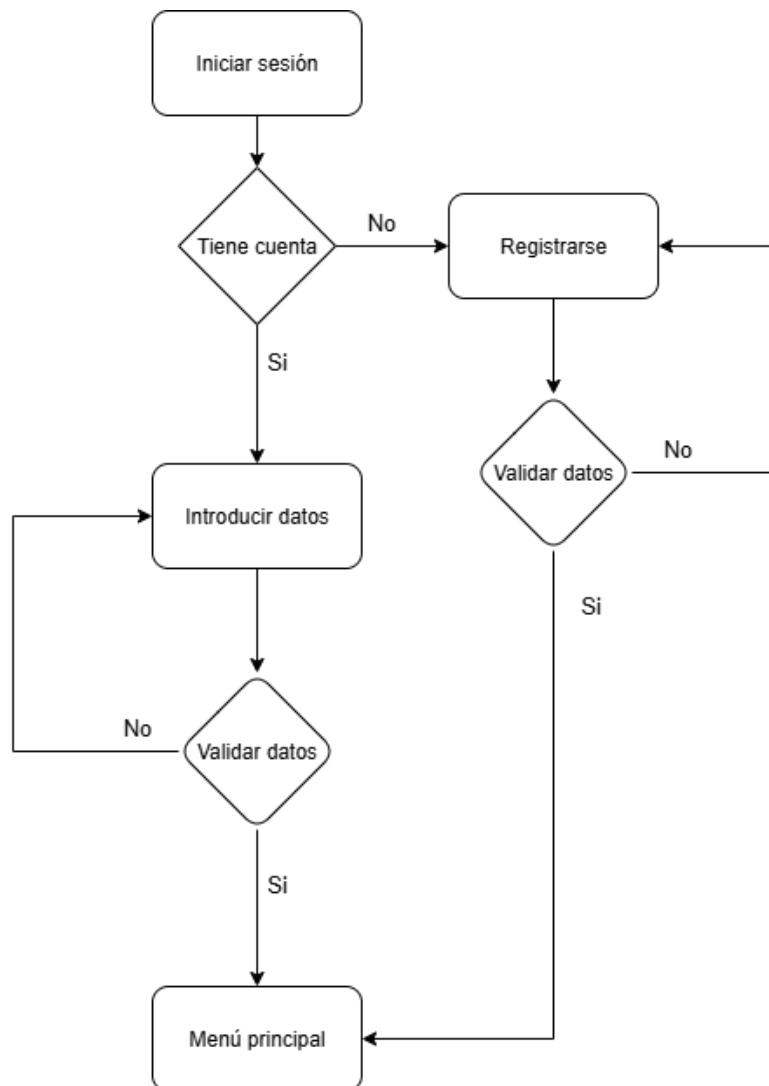 Iniciar sesión
Tiene cuenta
No
Registrarse
Si
Validar datos
No
Introducir datos
Si
No
Validar datos
Si
Menú principal